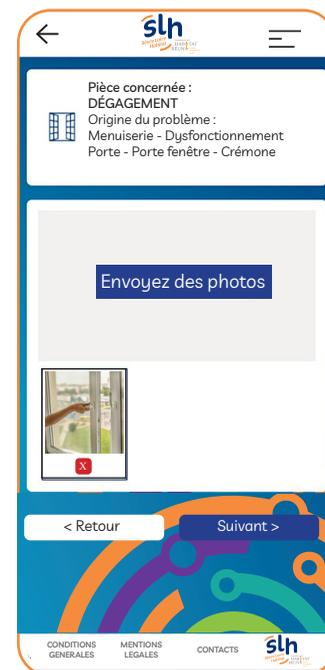 slh
Pièce concernée :
DÉGAGEMENT
Origine du problème :
Menuiserie - Dysfonctionnement
Porte - Porte fenêtre - Crémone
Envoyez des photos
X
< Retour
Suivant >
CONDITIONS
GENERALES
MENTIONS
LEGALES
CONTACTS
slh